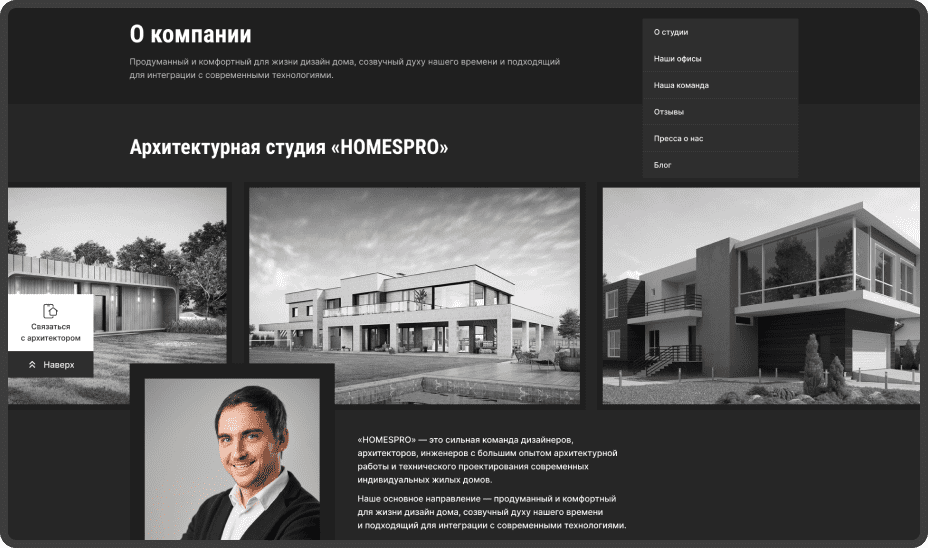 О компании
Продуманный и комфортный для жизни дизайн дома, созвучный духу нашего времени и подходящий
для интеграции с современными технологиями.
О студии
Наши офисы
Наша команда
Отзывы
Пресса о нас
Блог
Архитектурная студия «HOMESPRO»
Связаться
с архитектором
Наверх
«HOMESPRO» — это сильная команда дизайнеров,
архитекторов, инженеров с большим опытом архитектурной
работы и технического проектирования современных
индивидуальных жилых домов.
Наше основное направление — продуманный и комфортный
для жизни дизайн дома, созвучный духу нашего времени
и подходящий для интеграции с современными технологиями.